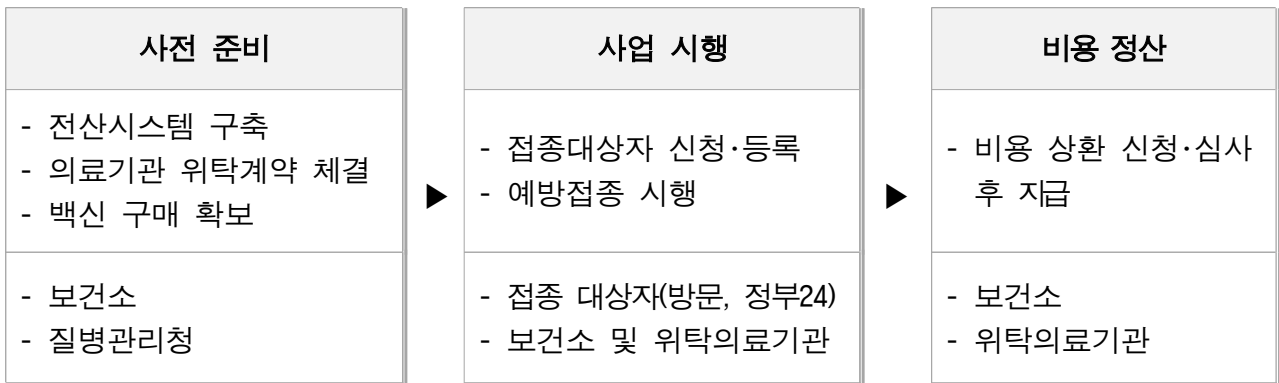 사전 준비
- 전산시스템 구축
- 의료기관 위탁계약 체결
- 백신 구매 확보
- 보건소
- 질병관리청
▶
사업 시행
- 접종대상자 신청·등록
- 예방접종 시행
- 접종 대상자(방문, 정부24)
- 보건소 및 위탁의료기관
▶
비용 정산
- 비용 상환 신청·심사
후 지급
- 보건소
- 위탁의료기관